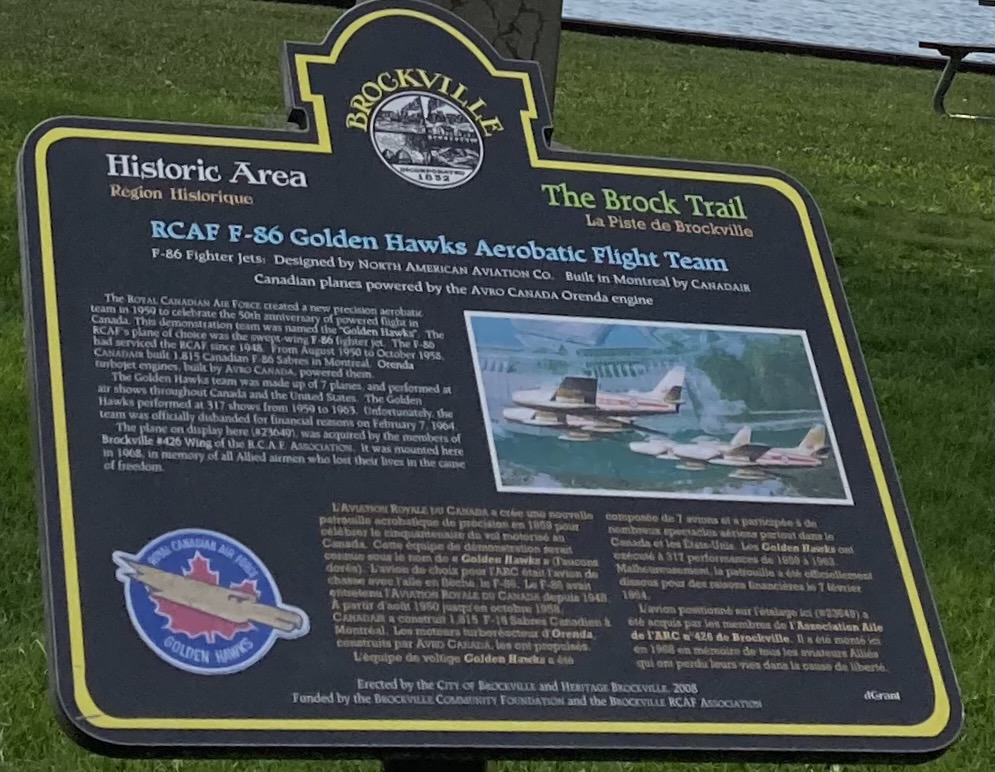 BROCKVILLE
INCORPORATED
1832
Historic Area
Région Historique
The Brock Trail
La Piste de Brockville
RCAF F-86 Golden Hawks Aerobatic Flight Team
F-86 Fighter Jets: Designed by North American Aviation Co. Built in Montreal by Canadair
Canadian planes powered by the Avro Canada Orenda engine
The Royal Canadian Air Force created a new precision aerobatic
team in 1959 to celebrate the 50th anniversary of powered flight in
Canada. This demonstration team was named the "Golden Hawks". The
RCAF's plane of choice was the swept-wing F-86 fighter jet. The F-86
had serviced the RCAF since 1948. From August 1950 to October 1958,
Canadair built 1,815 Canadian F-86 Sabres in Montreal. Orenda
turbojet engines, built by Avro Canada, powered them.
The Golden Hawks team was made up of 7 planes, and performed at
air shows throughout Canada and the United States. The Golden
Hawks performed at 317 shows from 1959 to 1963. Unfortunately, the
team was officially disbanded for financial reasons on February 7, 1964.
The plane on display here (#23649), was acquired by the members of
Brockville #426 Wing of the R.C.A.F. Association. It was mounted here
in 1968, in memory of all Allied airmen who lost their lives in the cause
of freedom.
L'Aviation Royale du Canada a crée une nouvelle
patrouille acrobatique de précision en 1959 pour
célébrer le cinquantenaire du vol motorisé au
Canada. Cette équipe de démonstration serait
connue sous le nom de Golden Hawks » (Faucons
dorés). L'avion de choix pour l'ARC était l'avion de
chasse avec l'aile en flèche, le F-86. Le F-86 avait
entretenu l'Aviation Royale du Canada depuis 1948.
À partir d'août 1950 jusqu'en octobre 1958,
Canadair a construit 1,815 F-18 Sabres Canadien à
Montréal. Les moteurs turboréacteur d'Orenda,
construits par Avro Canada, les ont propulsés.
L'équipe de voltige Golden Hawks a été
composée de 7 avions et a participée à de
nombreux spectacles aériens partout dans le
Canada et les États-Unis. Les Golden Hawks ont
exécuté à 317 performances de 1959 à 1963.
Malheureusement, la patrouille a été officiellement
dissous pour des raisons financières le 7 février
1964.
L'avion positionné sur l'étalage ici (#23649) a
été acquis par les membres de l'Association Aile
de l'ARC n°426 de Brockville. Il a été monté ici
en 1968 en mémoire de tous les aviateurs Alliés
qui ont perdu leurs vies dans la cause de liberté.
ROYAL CANADIAN AIR FORCE
GOLDEN HAWKS
Erected by the City of Brockville and Heritage Brockville, 2008
Funded by the Brockville Community Foundation and the Brockville RCAF Association
dGrant